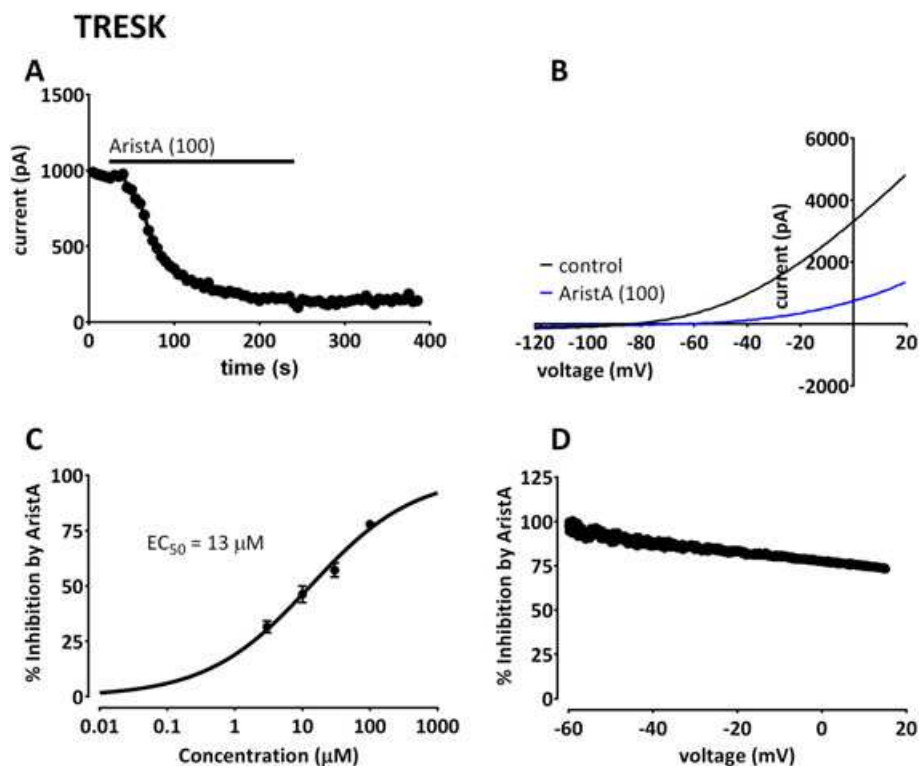 TRESK
A
1500
1000
500
0
current (pA)
AristA (100)
0 100 200 300 400
time (s)
B
6000
4000
2000
-2000
current (pA)
control
AristA (100)
-120 -100 -80 -60 -40 -20 20
voltage (mV)
C
100
75
50
25
0
% Inhibition by AristA
EC50 = 13 μM
0.01 0.1 1 10 100 1000
Concentration (μM)
D
125
100
75
50
25
0
% Inhibition by AristA
-60 -40 -20 0 20
voltage (mV)